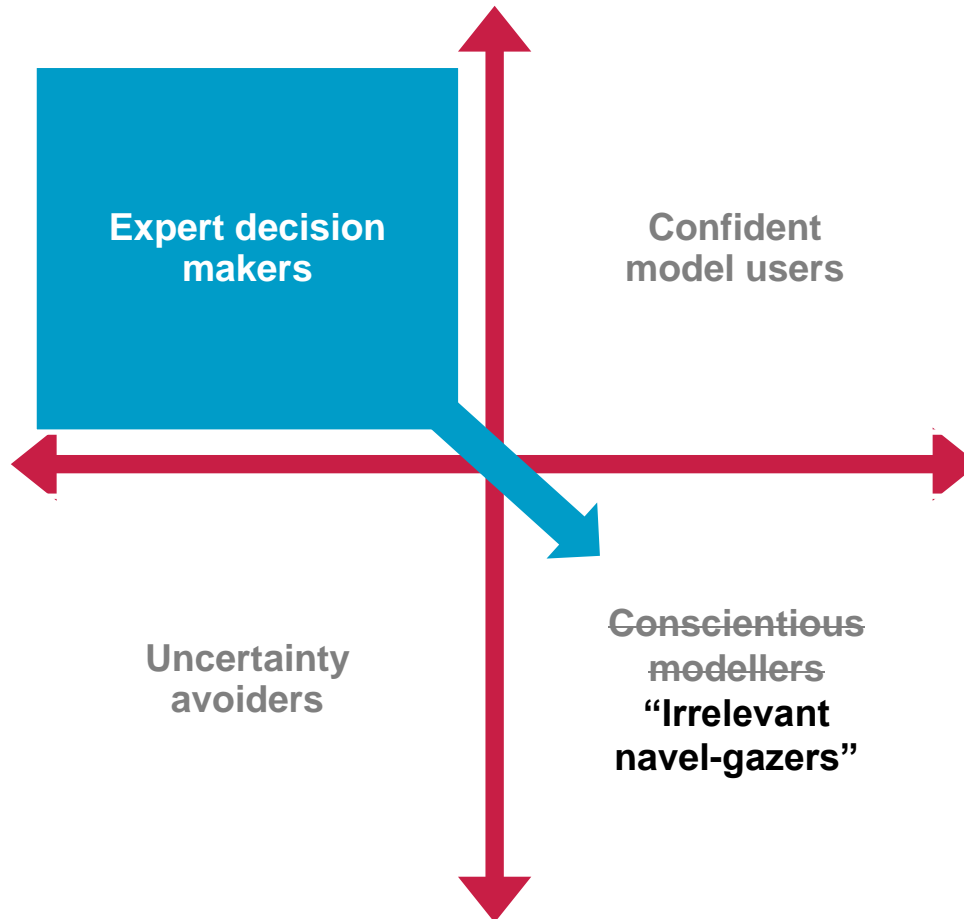 Expert decision
makers
Confident
model users
Uncertainty
avoiders
Conscientious
modellers
“Irrelevant
navel-gazers”